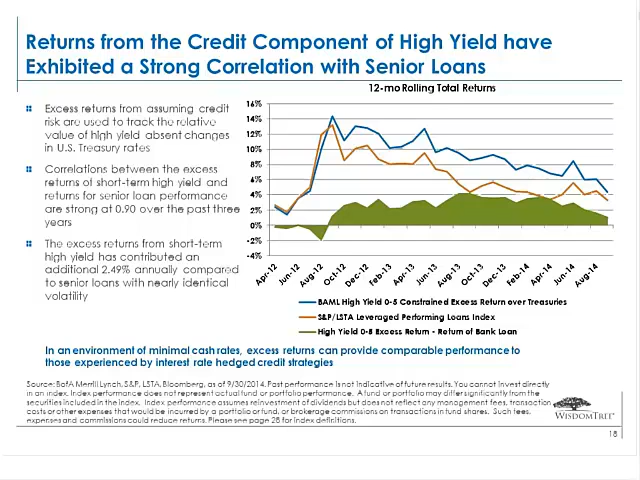 Returns from the Credit Component of High Yield have
Exhibited a Strong Correlation with Senior Loans
Excess returns from assuming credit
risk are used to track the relative
value of high yield absent changes
in U.S. Treasury rates
Correlations between the excess
returns of short-term high yield and
returns for senior loan performance
are strong at 0.90 over the past three
years
The excess returns from short-term
high yield has contributed an
additional 2.49% annually compared
to senior loans with nearly identical
volatility
12-mo Rolling Total Returns
16%
14%
12%
10%
8%
6%
4%
2%
0%
-2%
-4%
Apr-12
Jun-12
Aug-12
Oct-12
Dec-12
Feb-13
Apr-13
Jun-13
Aug-13
Oct-13
Dec-13
Feb-14
Apr-14
Jun-14
Aug-14
BAML High Yield 0-5 Constrained Excess Return over Treasuries
S&P/LSTA Leveraged Performing Loans Index
High Yield 0-5 Excess Return - Return of Bank Loan
In an environment of minimal cash rates, excess returns can provide comparable performance to
those experienced by interest rate hedged credit strategies
Source: BofA Merrill Lynch, S&P, LSTA, Bloomberg, as of 9/30/2014. Past performance is not indicative of future results. You cannot invest directly
in an index. Index performance does not represent actual fund or portfolio performance. A fund or portfolio may differ significantly from the
securities included in the index. Index performance assumes reinvestment of dividends but does not reflect any management fees, transaction
costs or other expenses that would be incurred by a portfolio or fund, or brokerage commissions on transactions in fund shares. Such fees,
expenses and commissions could reduce returns. Please see page 28 for index definitions.
WISDOMTREE
18